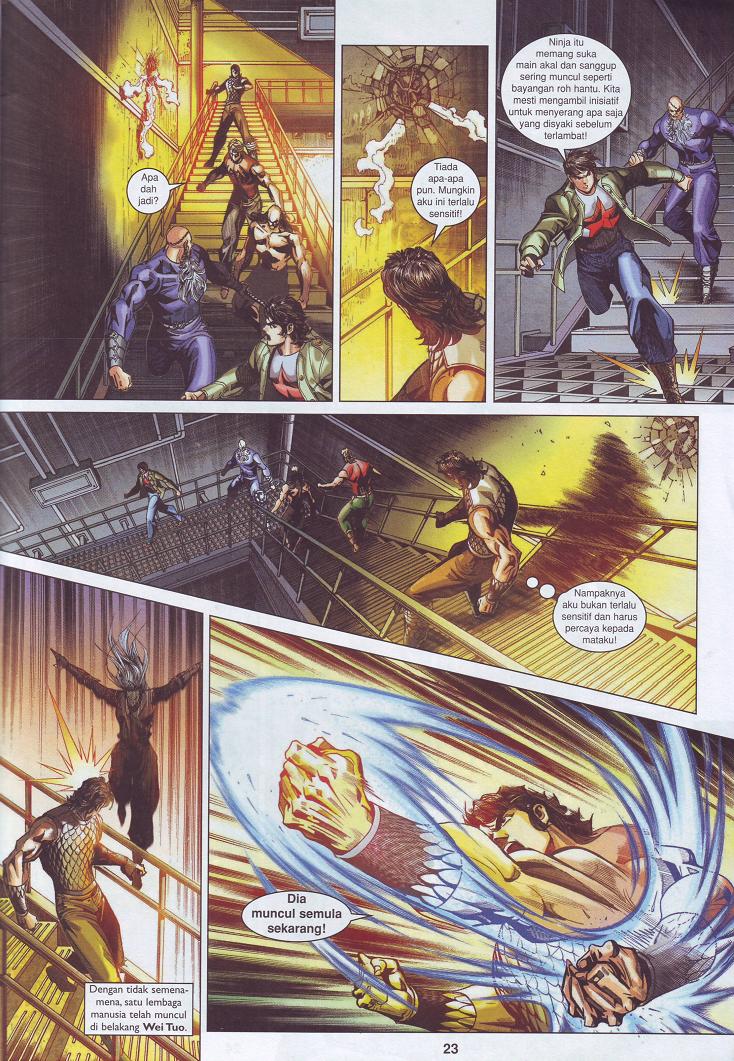 Apa
dah
jadi?
Tiada
apa-apa
pun. Mungkin
aku ini terlalu
sensitif!
Ninja itu
memang suka
main akal dan sanggup
sering muncul seperti
bayangan roh hantu. Kita
mesti mengambil inisiatif
untuk menyerang apa saja
yang disyaki sebelum
terlambat!
Nampaknya
aku bukan terlalu
sensitif dan harus
percaya kepada
mataku!
Dengan tidak semena-
mena, satu lembaga
manusia telah muncul
di belakang Wei Tuo.
Dia
muncul semula
sekarang!
23